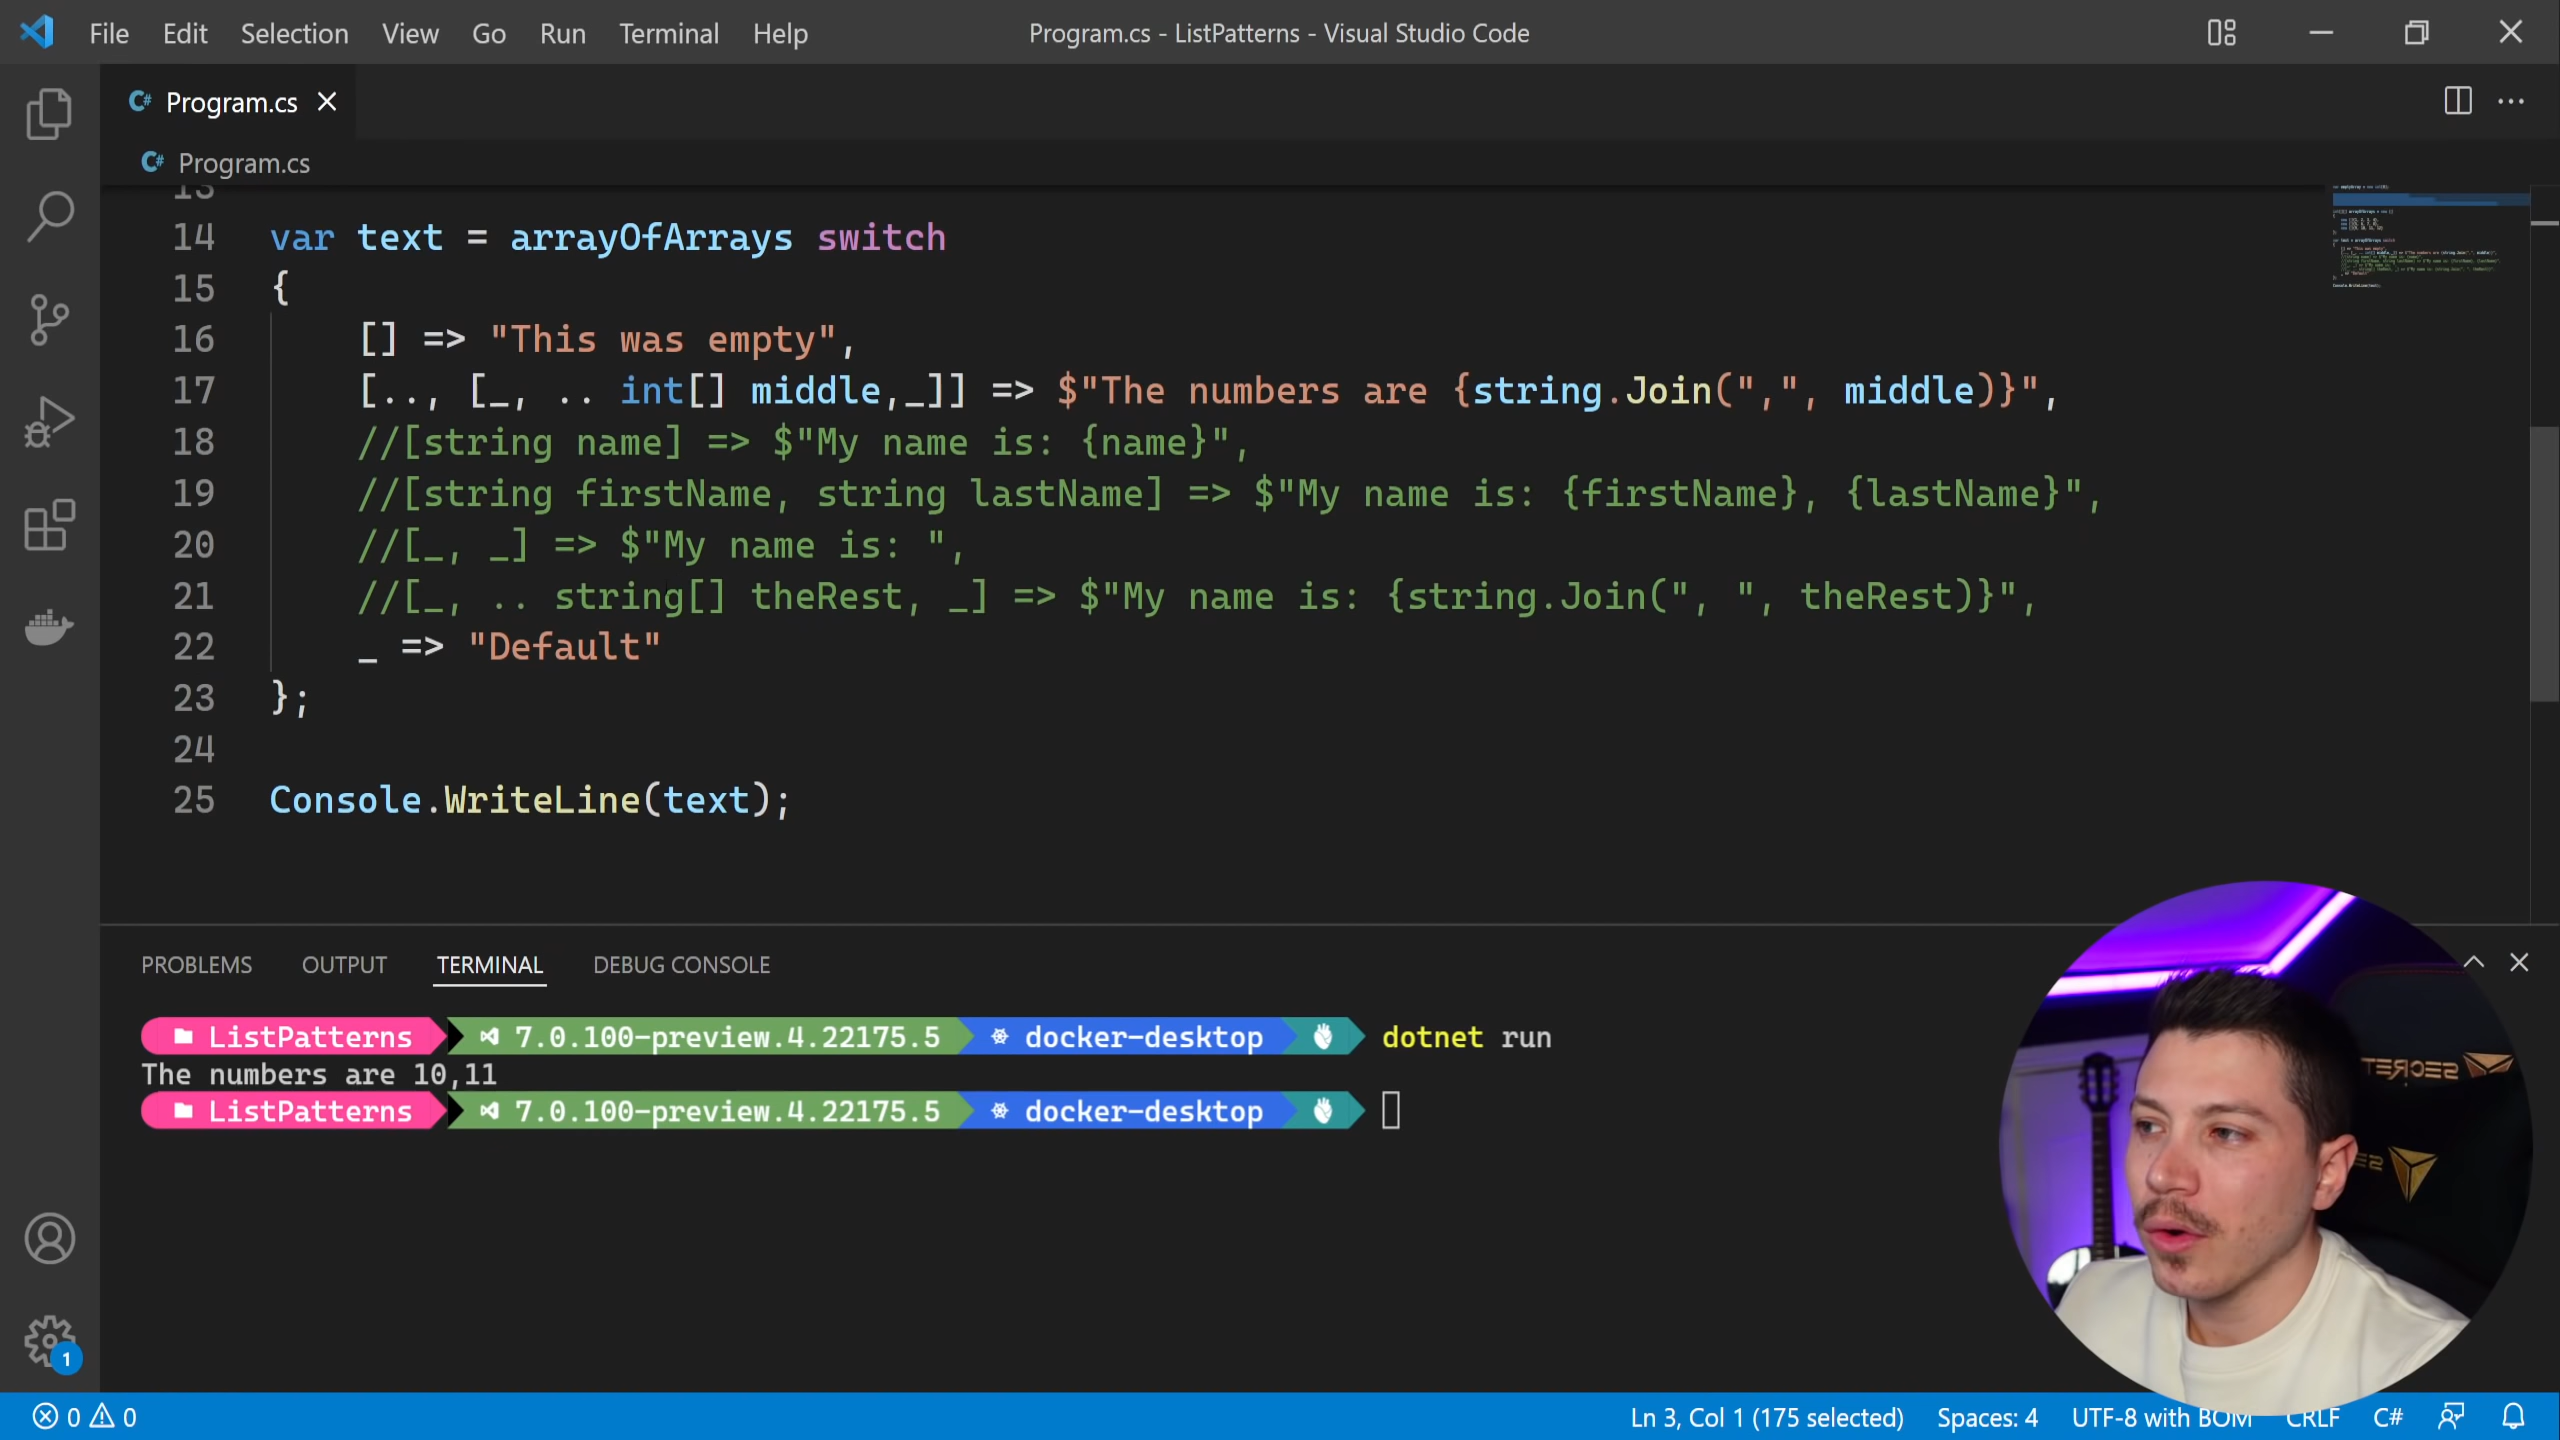 File Edit Selection View Go Run Terminal Help
Program.cs - ListPatterns - Visual Studio Code
C# Program.cs
C# Program.cs
13
14 var text = arrayOfArrays switch
15 {
16 [] => "This was empty",
17 [.., [_, .. int[] middle,_]] => $"The numbers are {string.Join(",", middle)}",
18 //[string name] => $"My name is: {name}",
19 //[string firstName, string lastName] => $"My name is: {firstName}, {lastName}",
20 //[_, _] => $"My name is: ",
21 //[_, .. string[] theRest, _] => $"My name is: {string.Join(", ", theRest)}",
22 _ => "Default"
23 };
24
25 Console.WriteLine(text);
PROBLEMS OUTPUT TERMINAL DEBUG CONSOLE
ListPatterns 7.0.100-preview.4.22175.5 docker-desktop dotnet run
The numbers are 10,11
ListPatterns 7.0.100-preview.4.22175.5 docker-desktop
SECRET
1
0 0
Ln 3, Col 1 (175 selected) Spaces: 4 UTF-8 with BOM CRLF C#